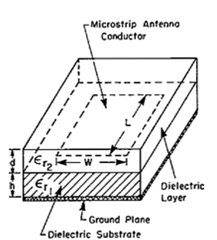 Microstrip Antenna
Conductor
L
W
εr2
εr1
h
Dielectric
Layer
Ground Plane
Dielectric Substrate